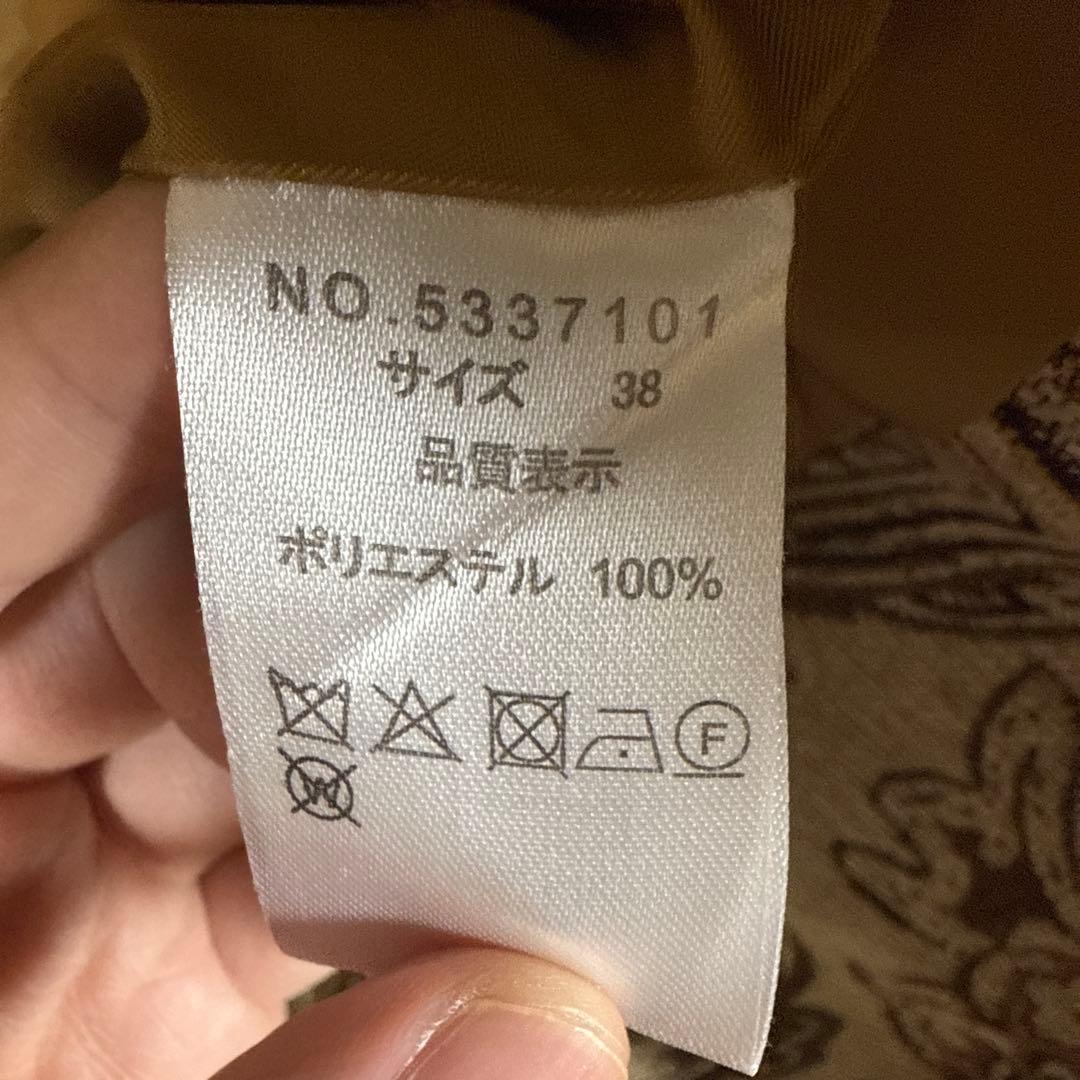 NO.5337101
サイズ 38
品質表示
ポリエステル 100%
F
W